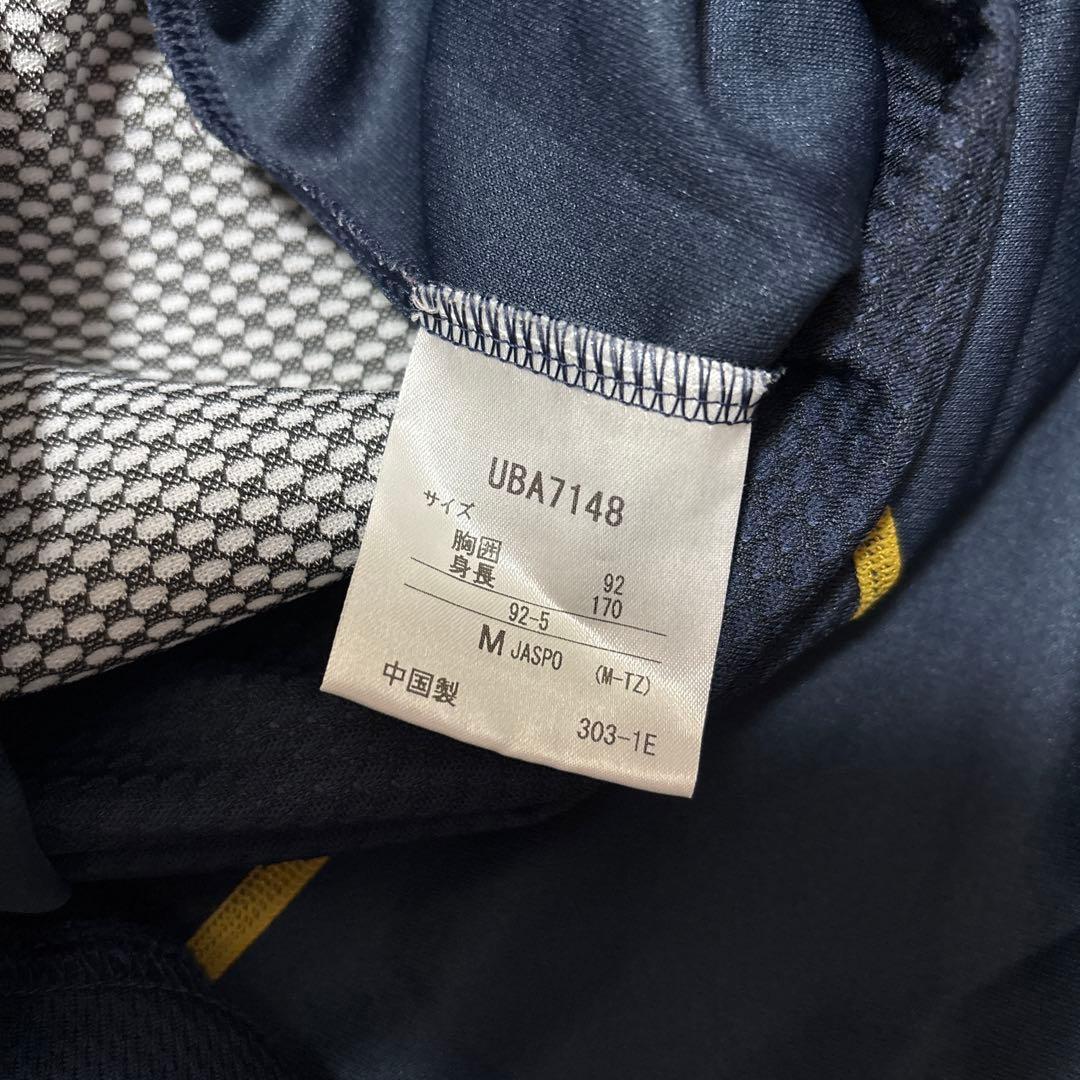 UBA7148
サイズ
胸囲 92
身長 170
92-5
M JASPO (M-TZ)
中国製
303-1E